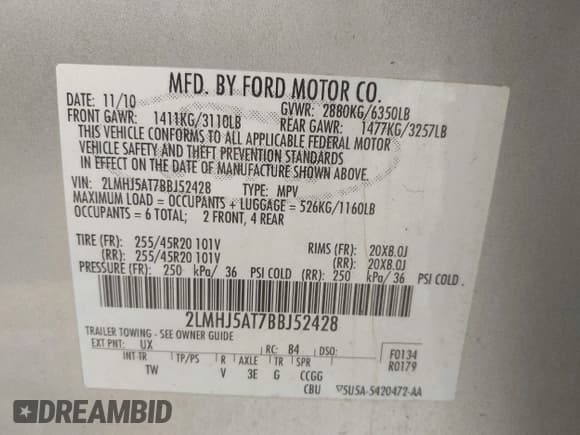 MFD. BY FORD MOTOR CO.
DATE: 11/10 GVWR: 2880KG/6350LB
FRONT GAWR: 1411KG/3110LB REAR GAWR: 1477KG/3257LB
THIS VEHICLE CONFORMS TO ALL APPLICABLE FEDERAL MOTOR
VEHICLE SAFETY AND THEFT PREVENTION STANDARDS
IN EFFECT ON THE DATE OF MANUFACTURE SHOWN ABOVE.
VIN: 2LMHJ5AT7BBJ52428 TYPE: MPV
MAXIMUM LOAD = OCCUPANTS + LUGGAGE = 526KG/1160LB
OCCUPANTS = 6 TOTAL; 2 FRONT, 4 REAR
TIRE (FR): 255/45R20 101V RIMS (FR): 20X8.0J
(RR): 255/45R20 101V (RR): 20X8.0J
PRESSURE (FR): 250 kPa/ 36 PSI COLD (RR): 250 kPa/ 36 PSI COLD
2LMHJ5AT7BBJ52428
TRAILER TOWING - SEE OWNER GUIDE
EXT PNT: UX RC: 84 DSO: F0134
INT TR TP/PS R AXLE TR SPR R0179
TW V 3E G CCGG
CBU 5U5A-5420472-AA
DREAMBID